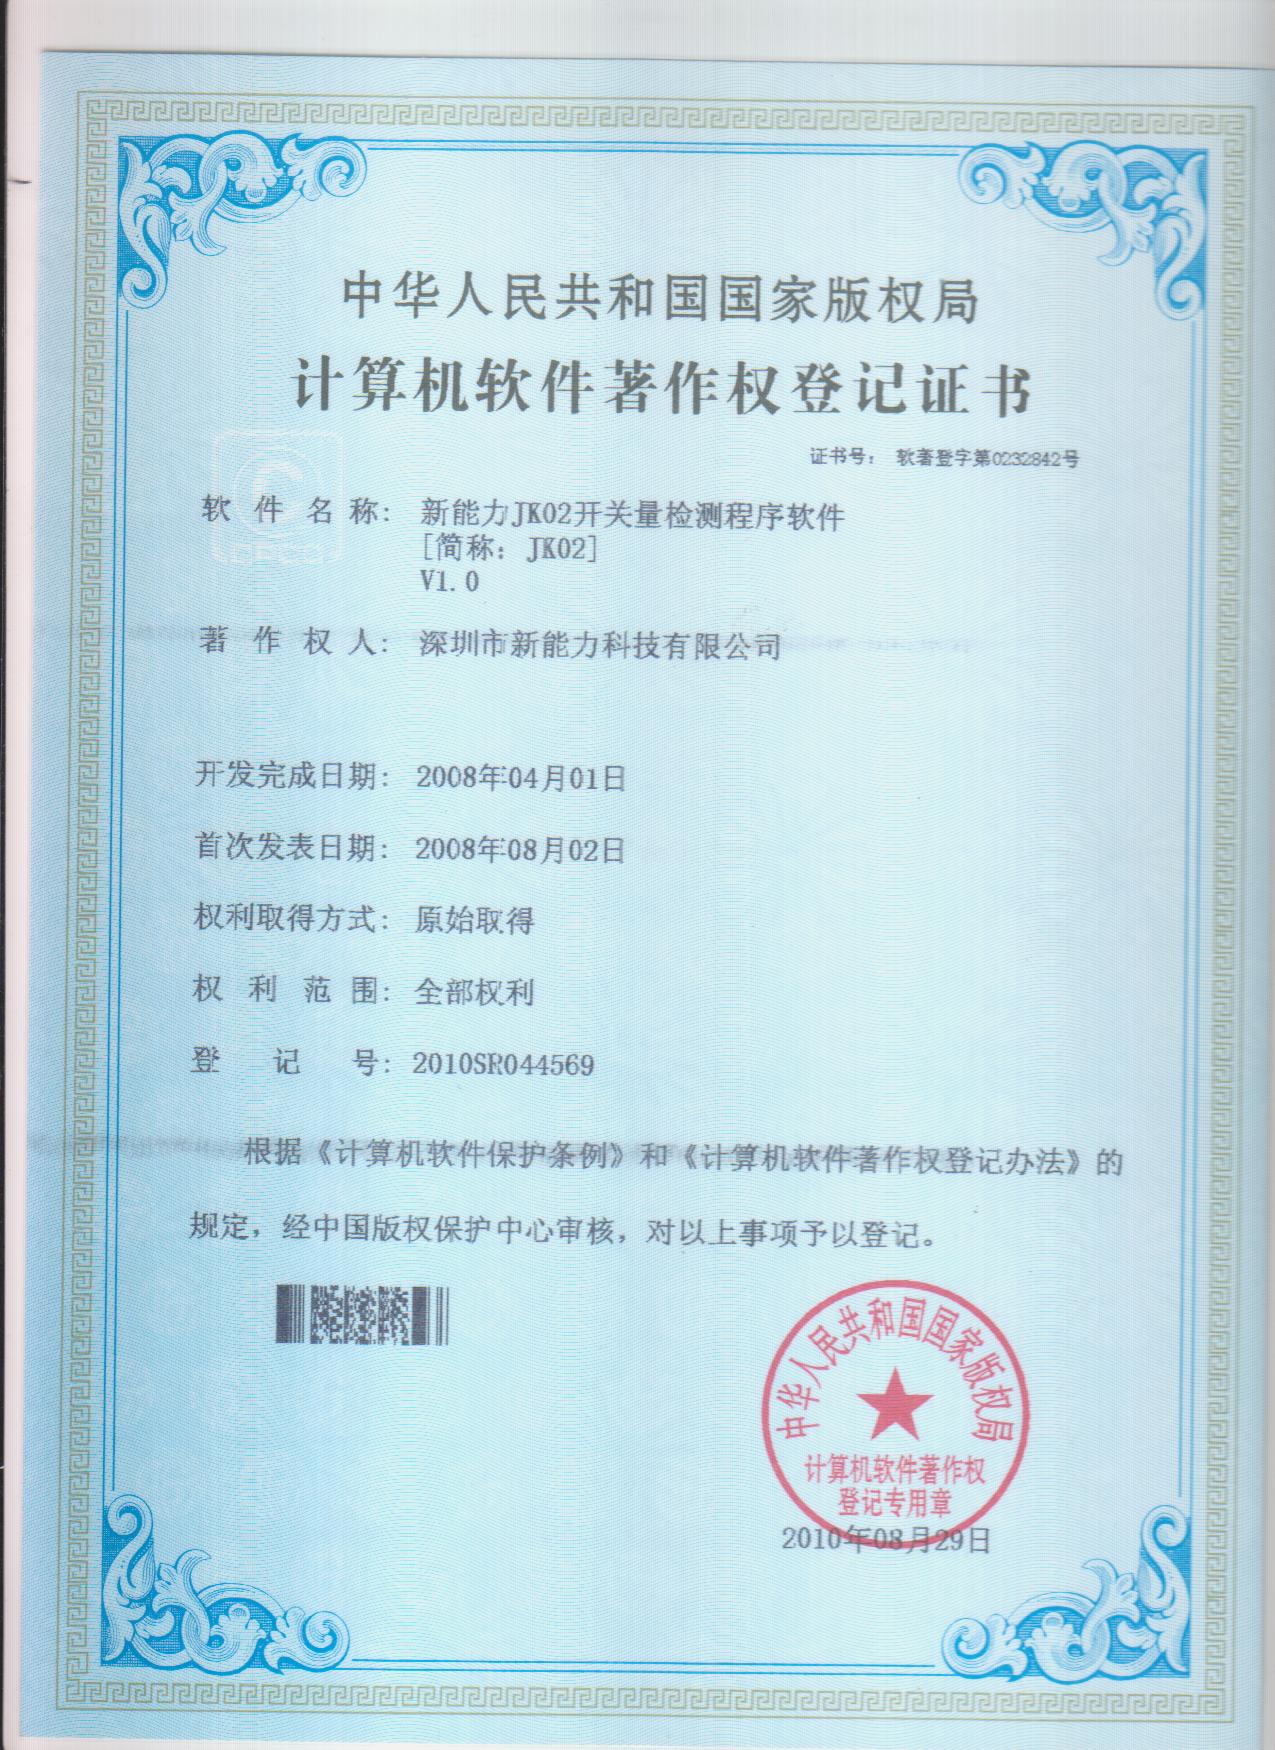 中华人民共和国国家版权局
计算机软件著作权登记证书
证书号： 软著登字第0232842号
软件名称： 新能力JK02开关量检测程序软件
[简称： JK02]
V1.0
著作权人： 深圳市新能力科技有限公司
开发完成日期： 2008年04月01日
首次发表日期： 2008年08月02日
权利取得方式： 原始取得
权利范围： 全部权利
登记号： 2010SR044569
根据《计算机软件保护条例》和《计算机软件著作权登记办法》的
规定，经中国版权保护中心审核，对以上事项予以登记。
中华人民共和国国家版权局
计算机软件著作权
登记专用章
2010年08月29日